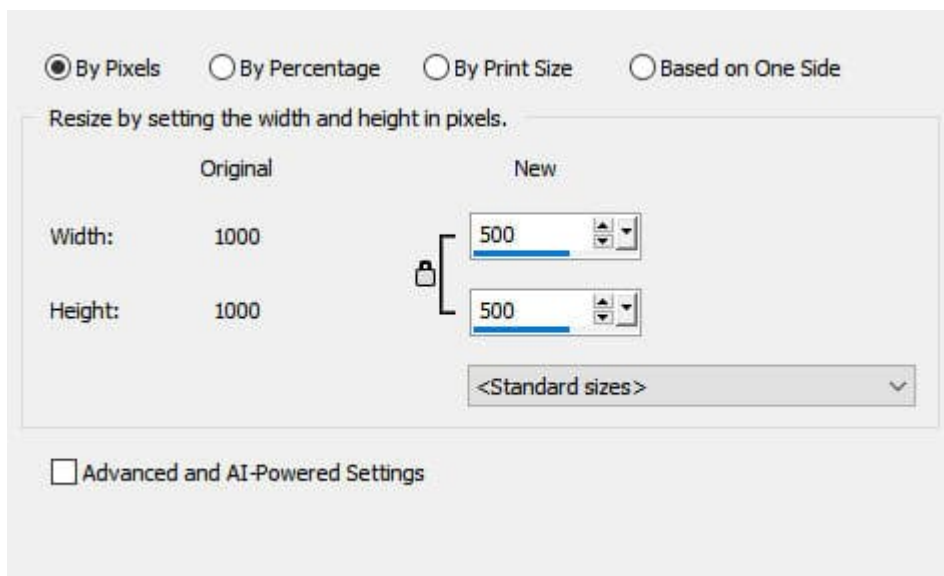 By Pixels By Percentage By Print Size Based on One Side
Resize by setting the width and height in pixels.
Original New
Width: 1000 500
Height: 1000 500
<Standard sizes>
Advanced and AI-Powered Settings